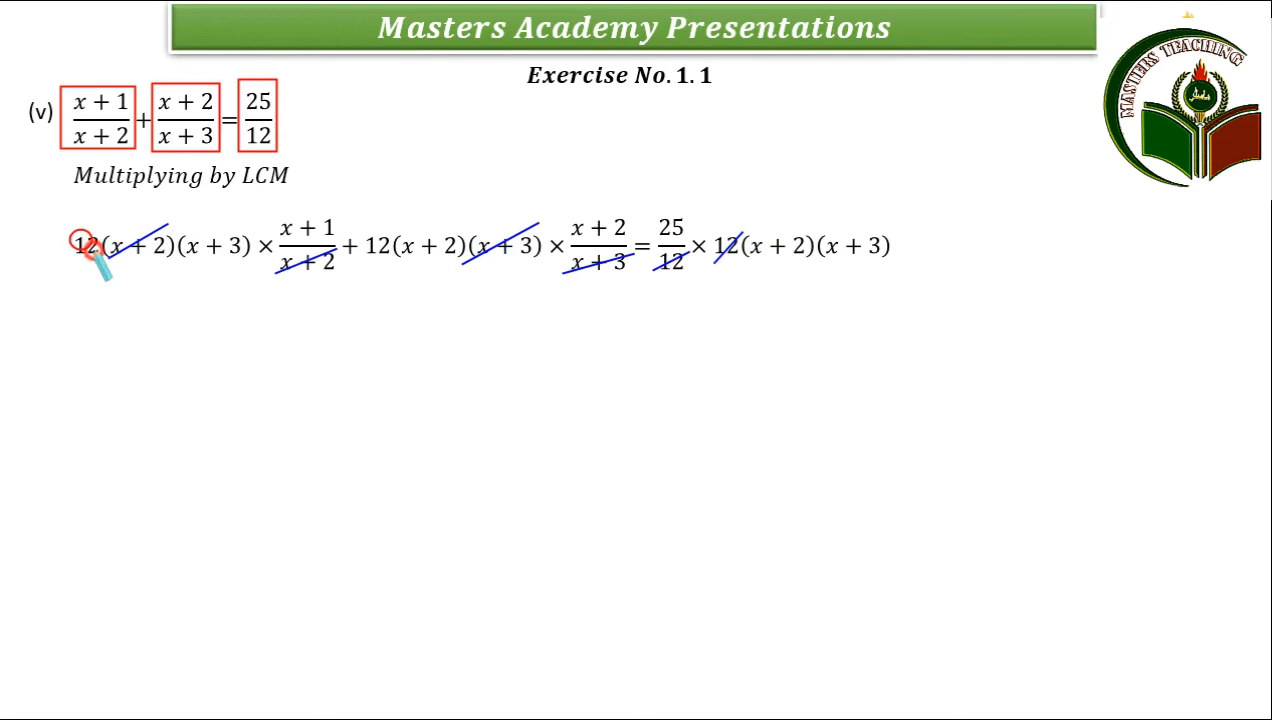 Masters Academy Presentations
MASTERS TEACHING
Exercise No. 1.1
(v) (x + 1)/(x + 2) + (x + 2)/(x + 3) = 25/12
Multiplying by LCM
12(x + 2)(x + 3) × (x + 1)/(x + 2) + 12(x + 2)(x + 3) × (x + 2)/(x + 3) = 25/12 × 12(x + 2)(x + 3)